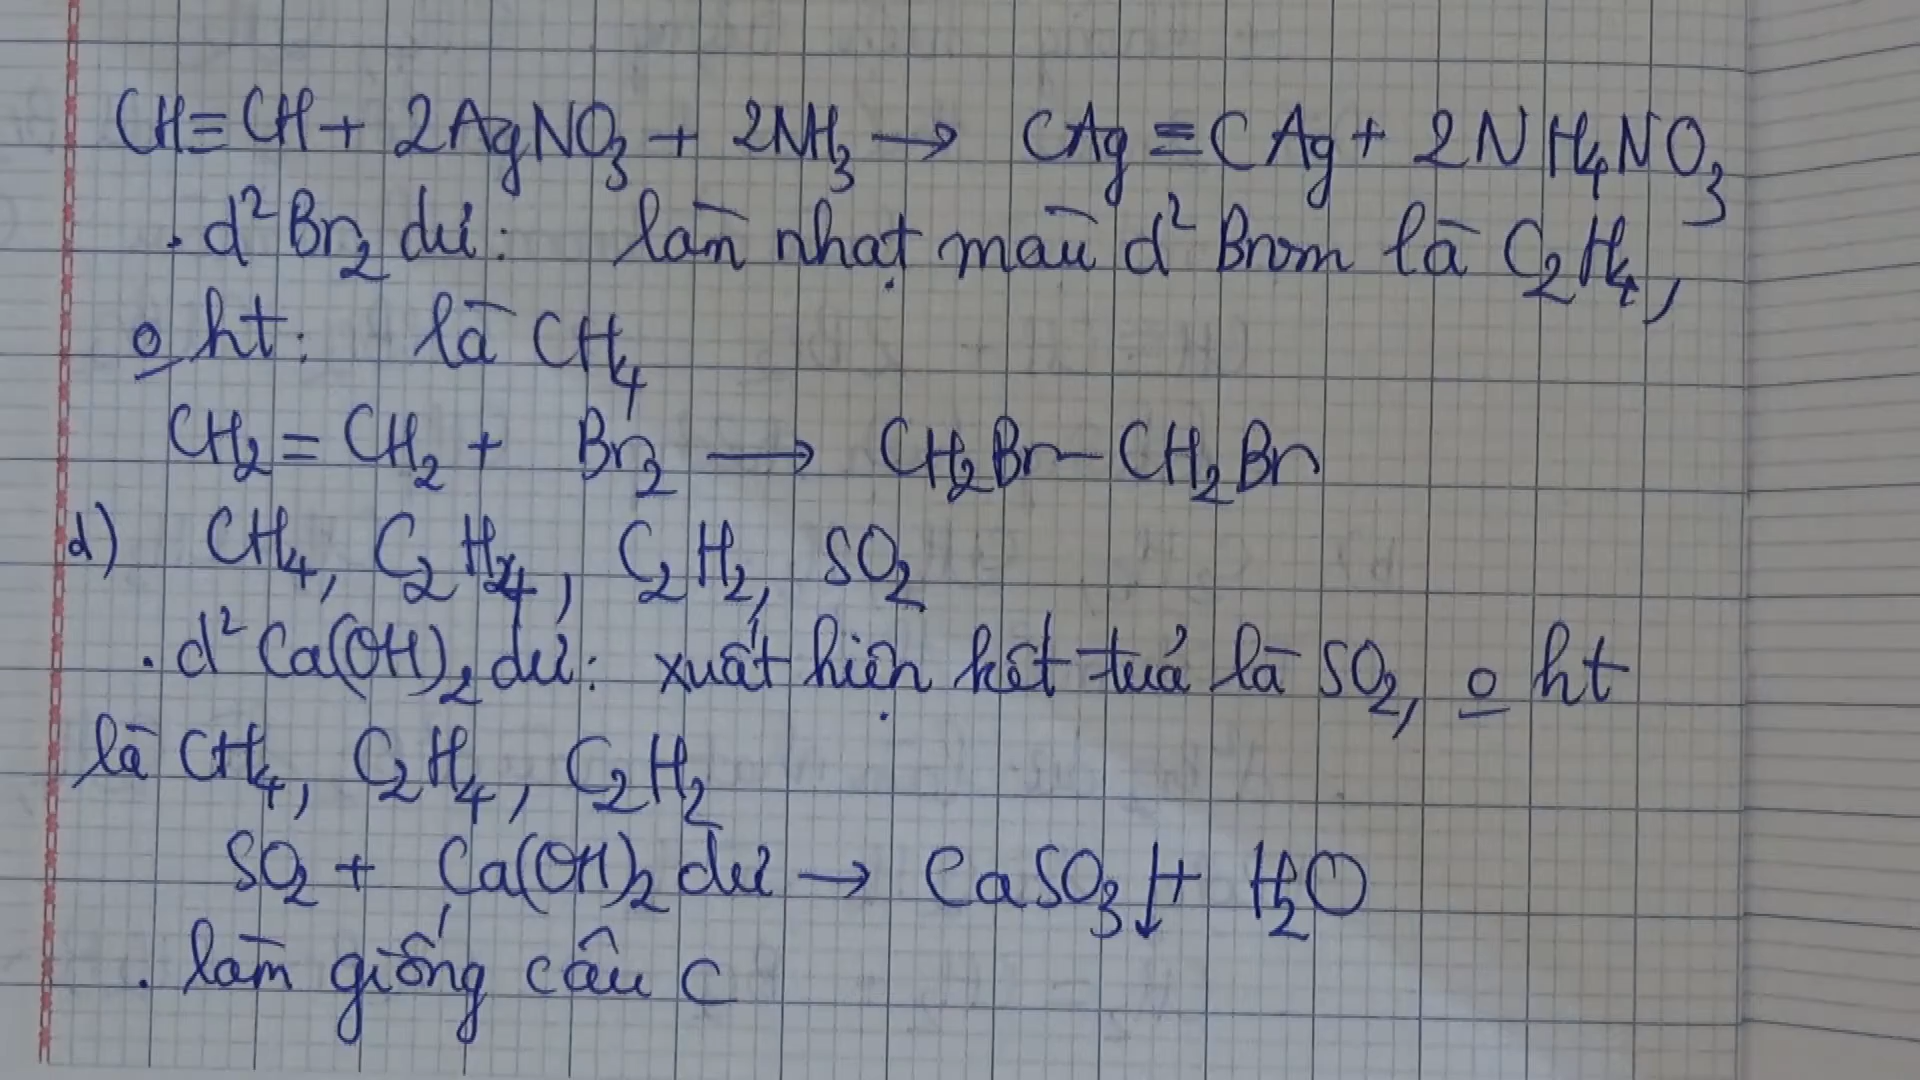 CH≡CH + 2AgNO₃ + 2NH₃ → CAg≡CAg + 2NH₄NO₃
. d² Br₂ dư: làm nhạt màu d² Brom là C₂H₄,
o ht: là CH₄
CH₂=CH₂ + Br₂ → CH₂Br–CH₂Br
d) CH₄, C₂H₄, C₂H₂, SO₂
. d² Ca(OH)₂ dư: xuất hiện kết tủa là SO₂, o ht
là CH₄, C₂H₄, C₂H₂
SO₂ + Ca(OH)₂ dư → CaSO₃↓ + H₂O
. làm giống câu c